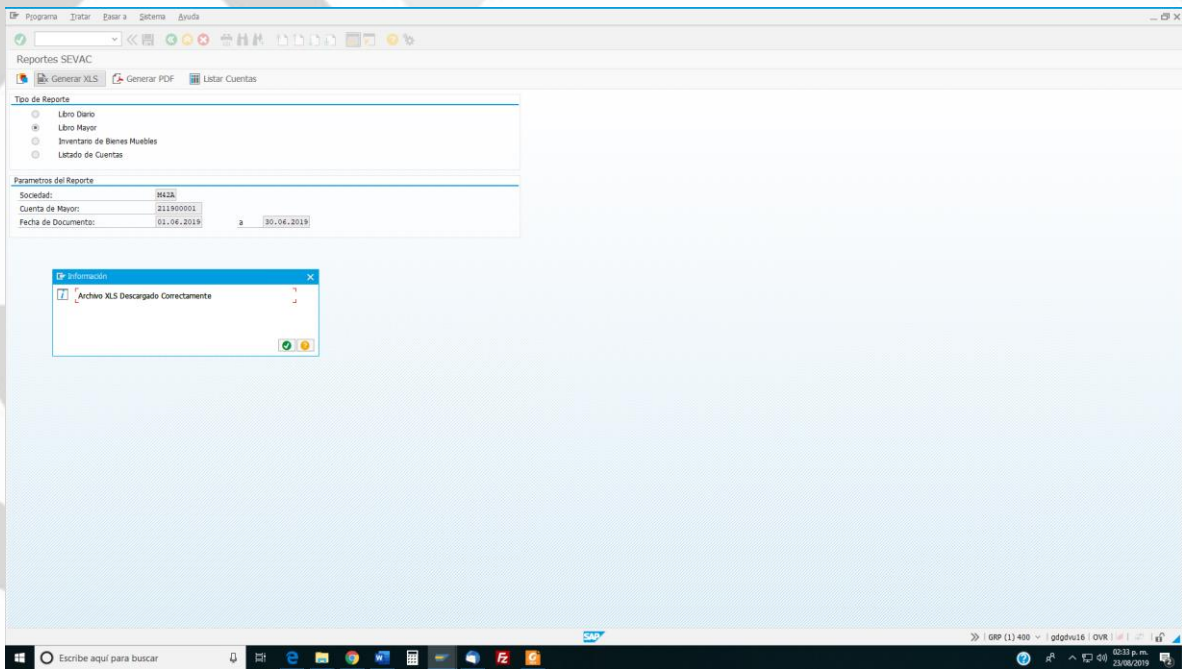 Programa Tratar Pasar a Sistema Ayuda
Reportes SEVAC
Generar XLS Generar PDF Listar Cuentas
Tipo de Reporte
Libro Diario
Libro Mayor
Inventario de Bienes Muebles
Listado de Cuentas
Parametros del Reporte
Sociedad: M42A
Cuenta de Mayor: 211900001
Fecha de Documento: 01.06.2019 a 30.06.2019
Información
Archivo XLS Descargado Correctamente
SAP
GRP (1) 400 gdgdvu16 OVR
Escribe aquí para buscar
02:33 p. m.
23/08/2019